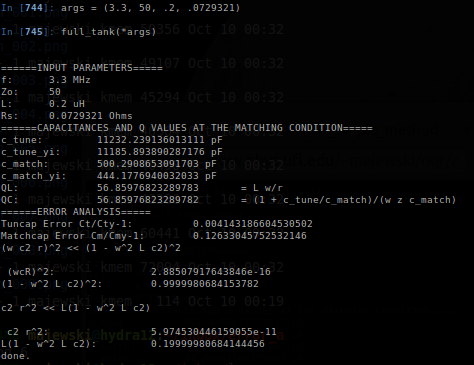 In [744]: args = (3.3, 50, .2, .0729321)
In [745]: full_tank(*args)
======INPUT PARAMETERS=====
f: 3.3 MHz
Zo: 50
L: 0.2 uH
Rs: 0.0729321 Ohms
======CAPACITANCES AND Q VALUES AT THE MATCHING CONDITION=====
c_tune: 11232.239136013111 pF
c_tune_yi: 11185.893890287176 pF
c_match: 500.2908653091703 pF
c_match_yi: 444.1776940032033 pF
QL: 56.85976823289783 = L w/r
QC: 56.85976823289782 = (1 + c_tune/c_match)/(w z c_match)
======ERROR ANALYSIS=====
Tuncap Error Ct/Cty-1: 0.004143186604530502
Matchcap Error Cm/Cmy-1: 0.12633045752532146
(w c2 r)^2 << (1 - w^2 L c2)^2
(wcR)^2: 2.88507917643846e-16
(1 - w^2 L c2)^2: 0.9999980684153782
c2 r^2 << L(1 - w^2 L c2)
c2 r^2: 5.974530446159055e-11
L(1 - w^2 L c2): 0.19999980684144456
done.